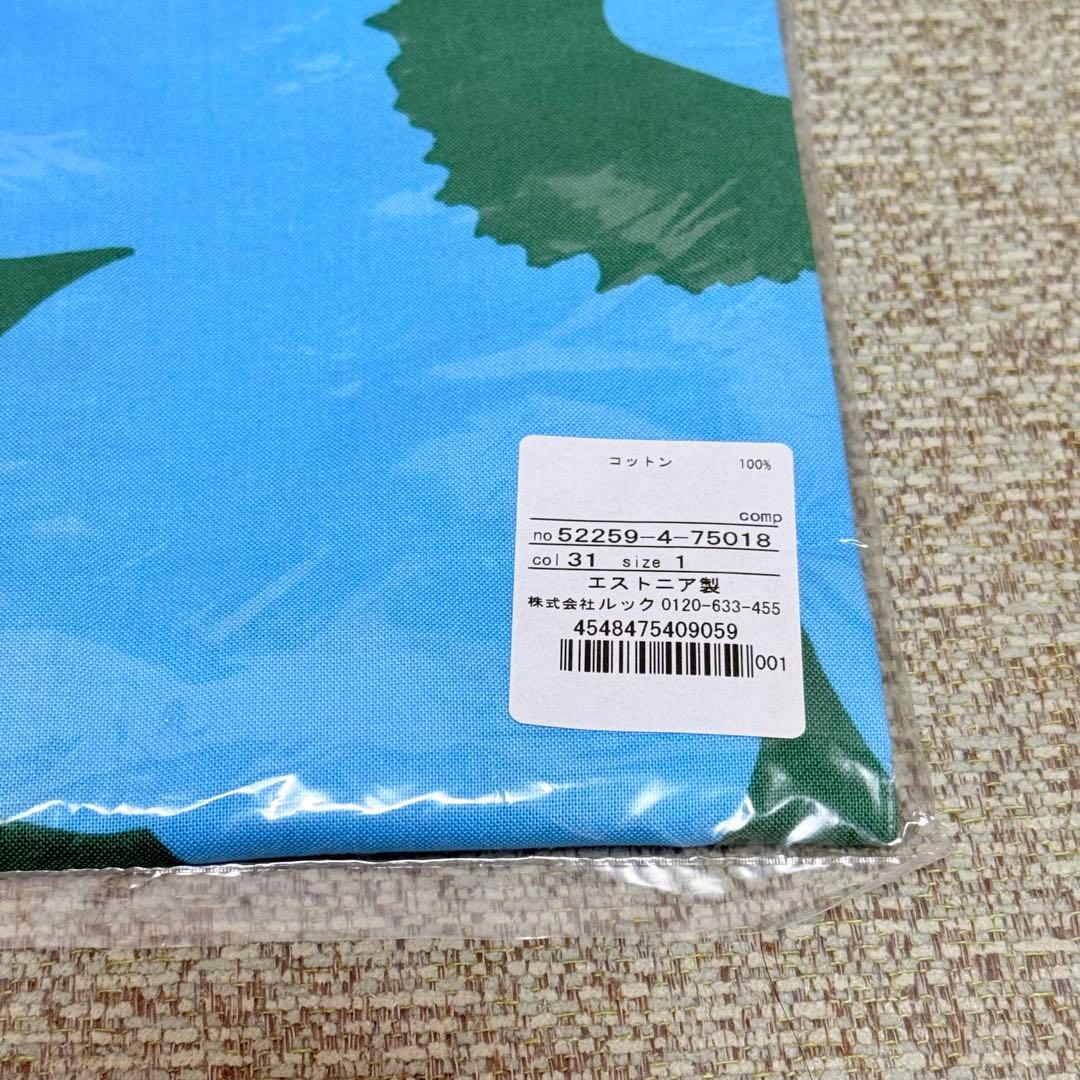 コットン 100%
comp
no 52259-4-75018
col 31 size 1
エストニア製
株式会社ルック 0120-633-455
4548475409059
001